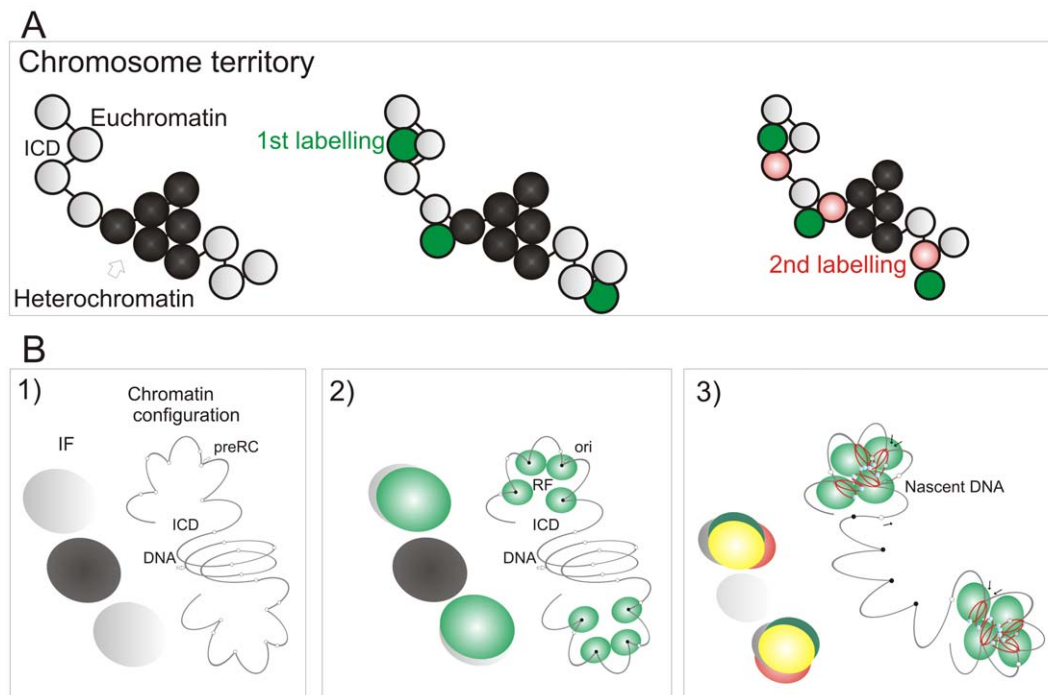 A
Chromosome territory
Euchromatin
ICD
Heterochromatin
1st labelling
2nd labelling
B
1)
Chromatin
configuration
IF
preRC
ICD
DNA
2)
ori
RF
ICD
DNA
3)
Nascent DNA